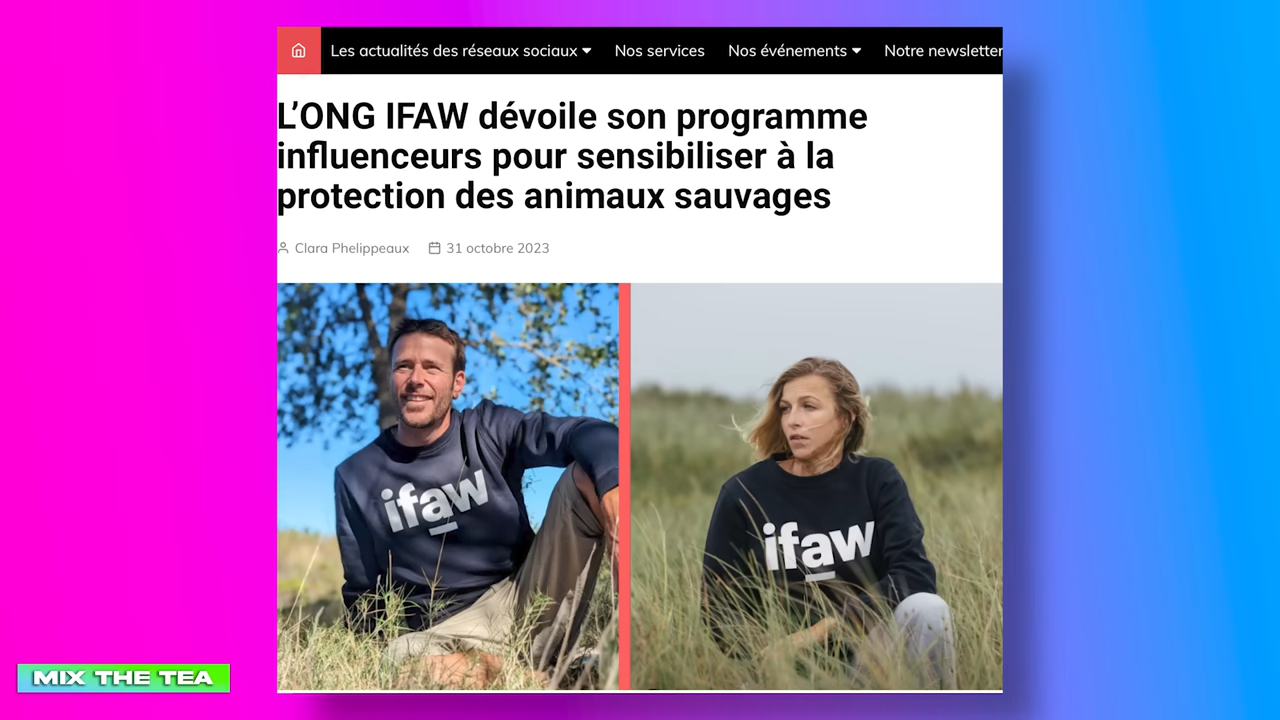 Les actualités des réseaux sociaux Nos services Nos événements Notre newsletter
L’ONG IFAW dévoile son programme
influenceurs pour sensibiliser à la
protection des animaux sauvages
Clara Phelippeaux 31 octobre 2023
ifaw
ifaw
MIX THE TEA